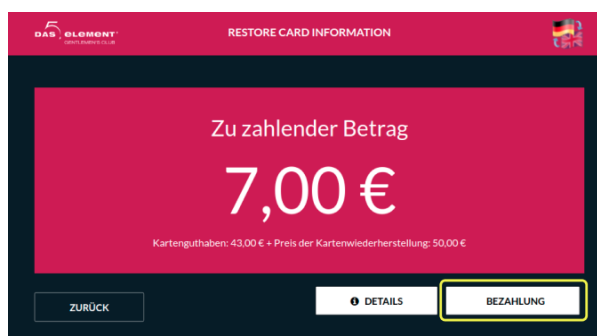 DAS 5. ELEMENT
GENTLEMEN'S CLUB
RESTORE CARD INFORMATION
Zu zahlender Betrag
7,00 €
Kartenguthaben: 43,00 € + Preis der Kartenwiederherstellung: 50,00 €
ZURÜCK
DETAILS
BEZAHLUNG